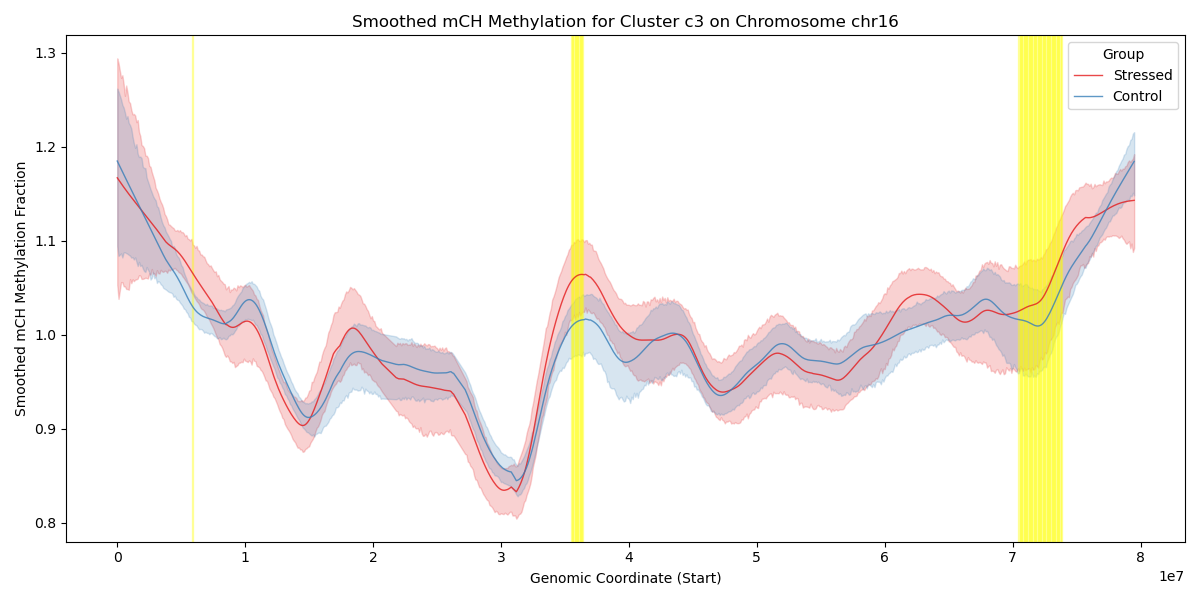 Smoothed mCH Methylation for Cluster c3 on Chromosome chr16
Group
Stressed
Control
Smoothed mCH Methylation Fraction
1.3
1.2
1.1
1.0
0.9
0.8
0 1 2 3 4 5 6 7 8
1e7
Genomic Coordinate (Start)